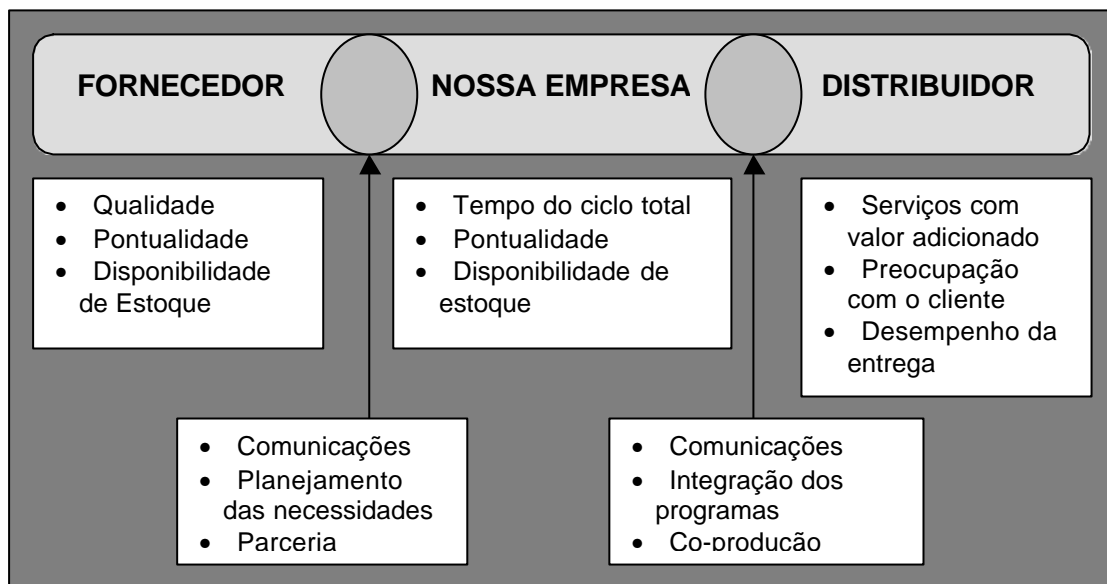 FORNECEDOR
NOSSA EMPRESA
DISTRIBUIDOR
• Qualidade
• Pontualidade
• Disponibilidade
de Estoque
• Tempo do ciclo total
• Pontualidade
• Disponibilidade de
estoque
• Serviços com
valor adicionado
• Preocupação
com o cliente
• Desempenho da
entrega
• Comunicações
• Planejamento
das necessidades
• Parceria
• Comunicações
• Integração dos
programas
• Co-produção